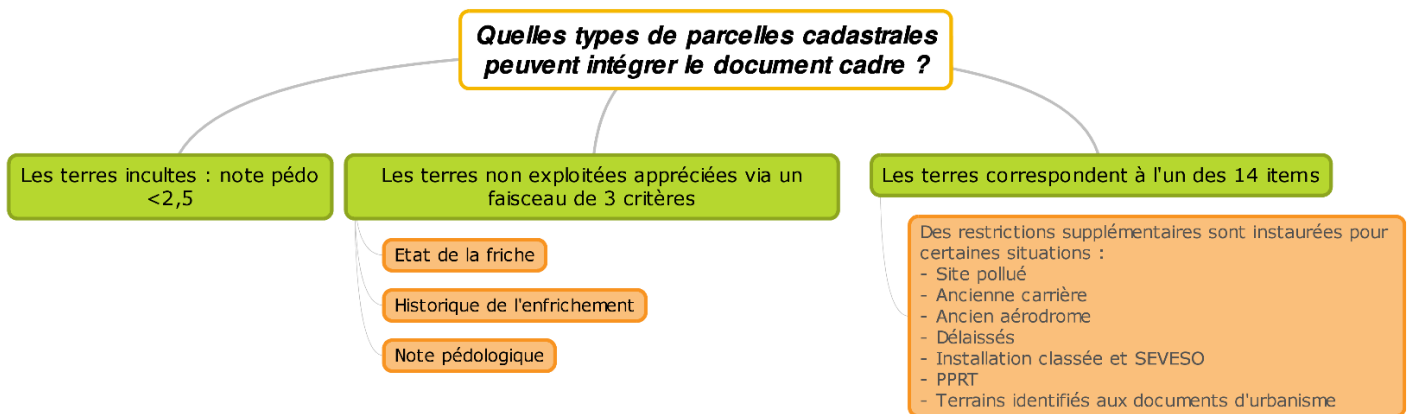 Quelles types de parcelles cadastrales
peuvent intégrer le document cadre ?
Les terres incultes : note pédo
<2,5
Les terres non exploitées appréciées via un
faisceau de 3 critères
Etat de la friche
Historique de l'enfrichement
Note pédologique
Les terres correspondent à l'un des 14 items
Des restrictions supplémentaires sont instaurées pour
certaines situations :
- Site pollué
- Ancienne carrière
- Ancien aérodrome
- Délaissés
- Installation classée et SEVESO
- PPRT
- Terrains identifiés aux documents d'urbanisme